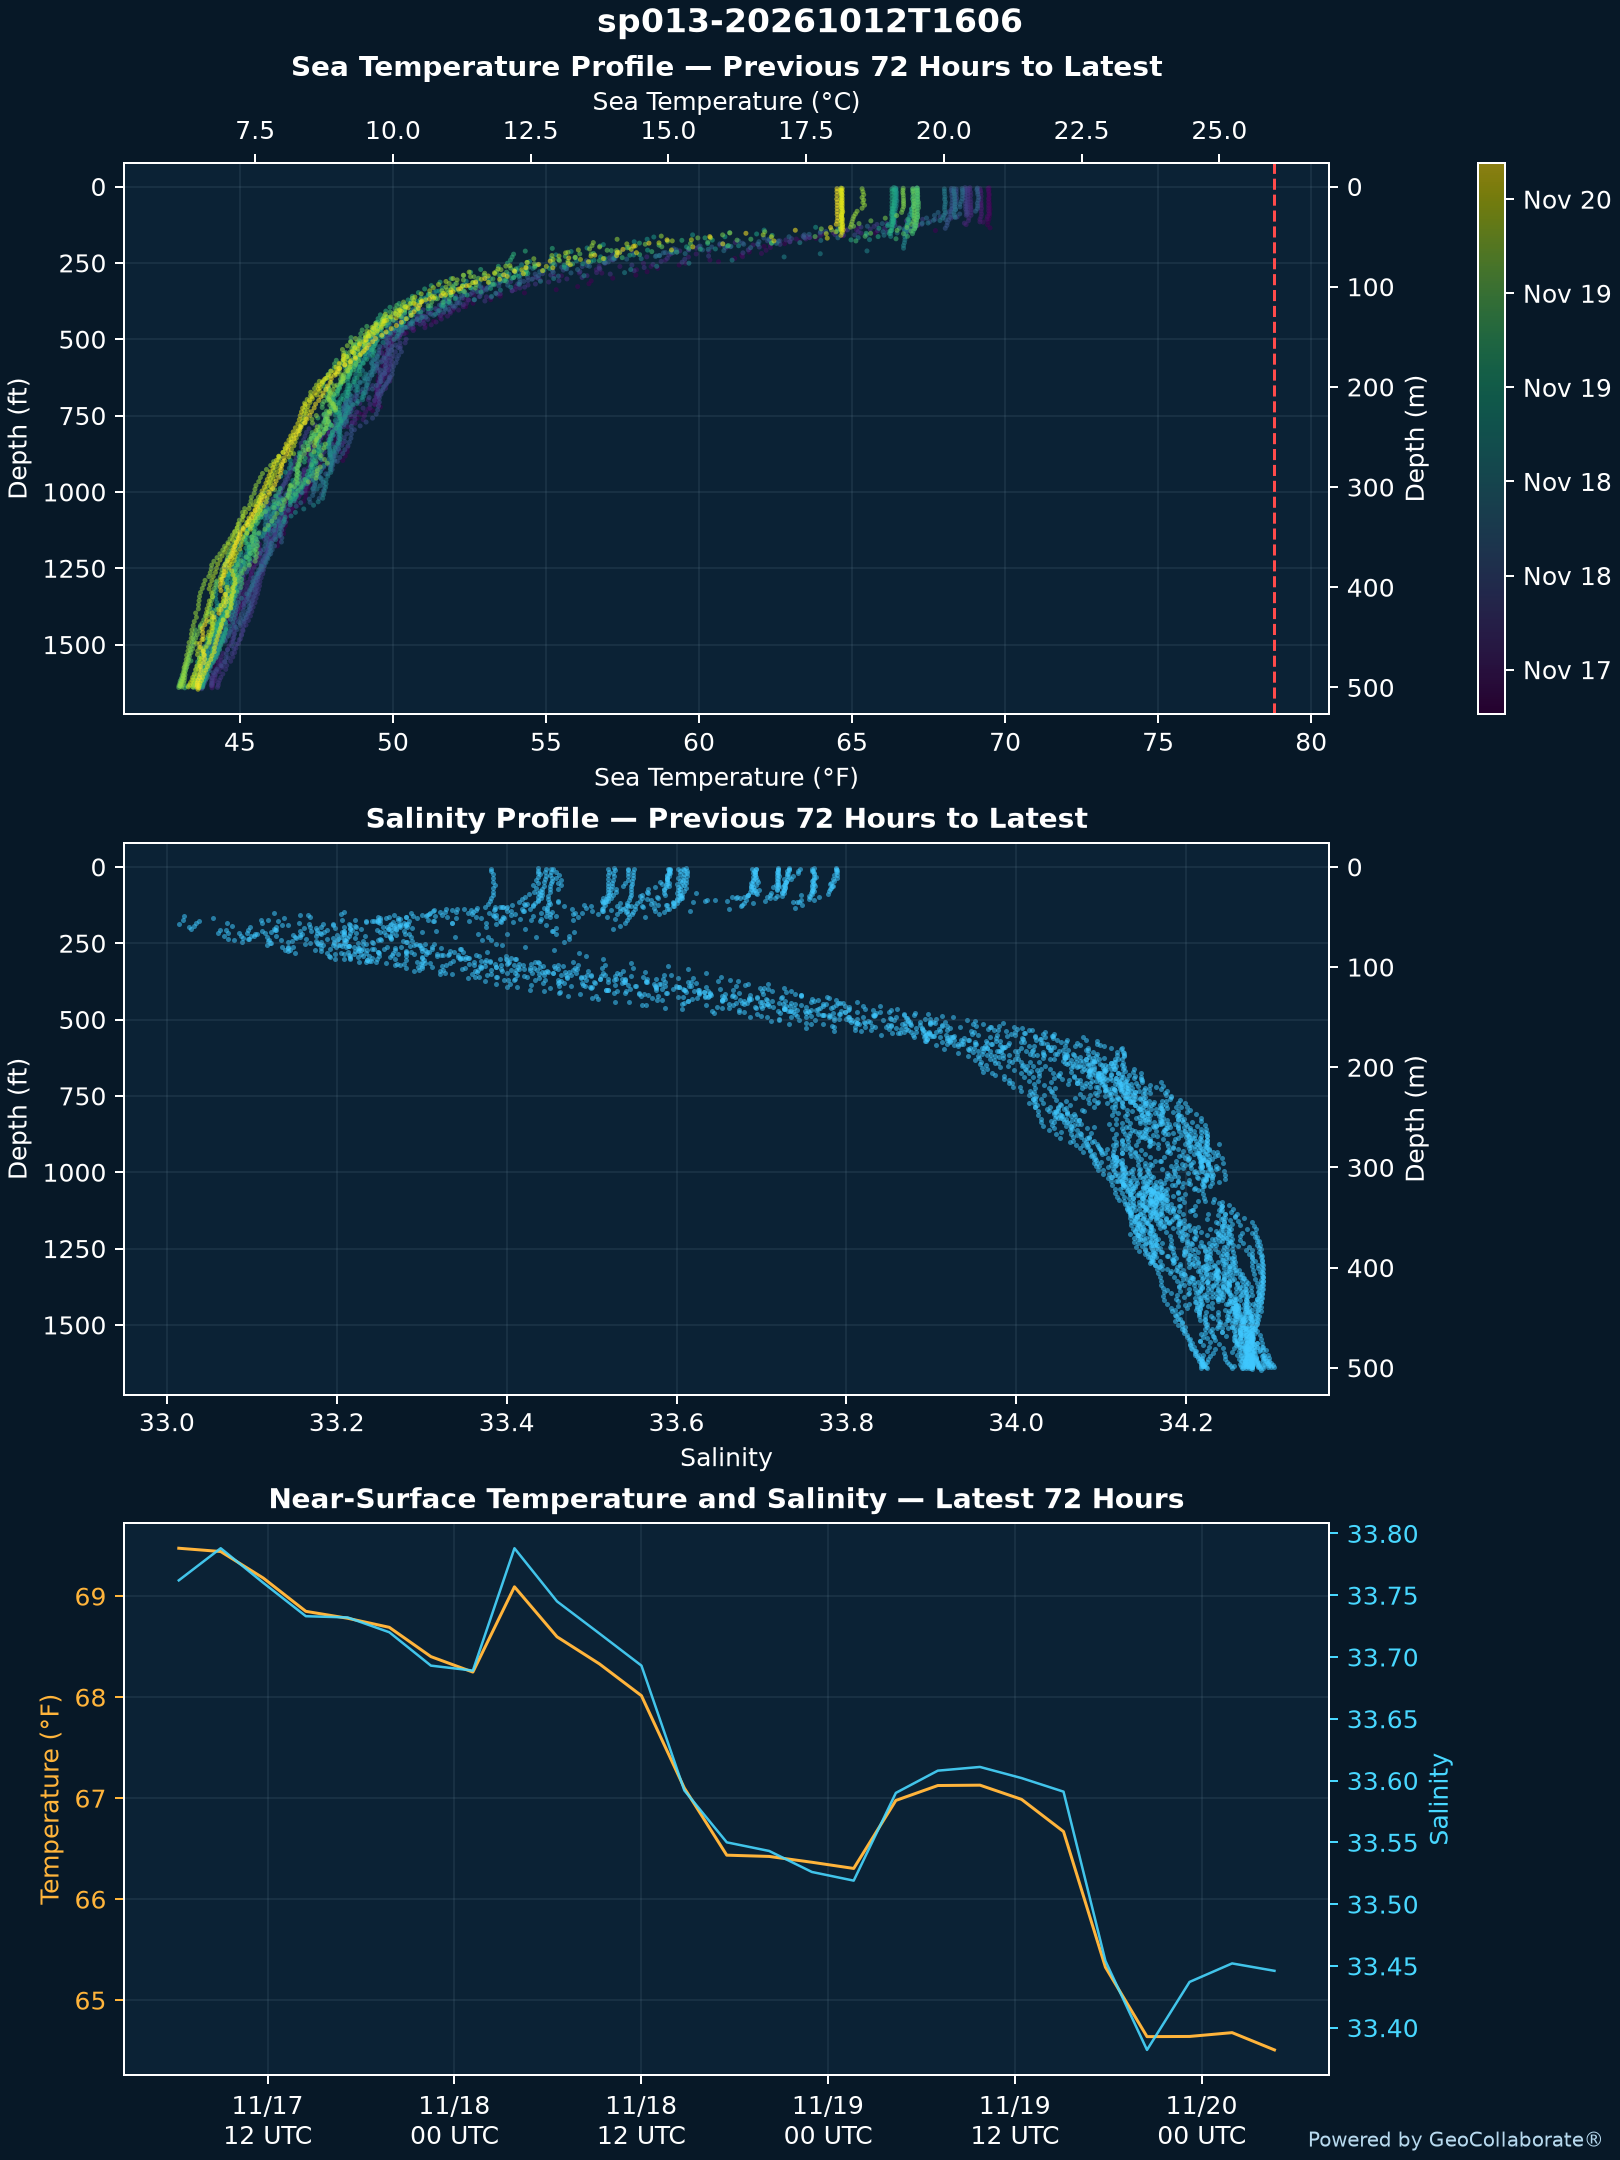 sp013-20261012T1606
Sea Temperature Profile — Previous 72 Hours to Latest
Sea Temperature (°C)
7.5 10.0 12.5 15.0 17.5 20.0 22.5 25.0
0
250
500
750
1000
1250
1500
Depth (ft)
0
100
200
300
400
500
Depth (m)
Nov 20
Nov 19
Nov 19
Nov 18
Nov 18
Nov 17
45 50 55 60 65 70 75 80
Sea Temperature (°F)
Salinity Profile — Previous 72 Hours to Latest
0
250
500
750
1000
1250
1500
Depth (ft)
0
100
200
300
400
500
Depth (m)
33.0 33.2 33.4 33.6 33.8 34.0 34.2
Salinity
Near-Surface Temperature and Salinity — Latest 72 Hours
69
68
67
66
65
Temperature (°F)
33.80
33.75
33.70
33.65
33.60
33.55
33.50
33.45
33.40
Salinity
11/17 11/18 11/18 11/19 11/19 11/20
12 UTC 00 UTC 12 UTC 00 UTC 12 UTC 00 UTC
Powered by GeoCollaborate®